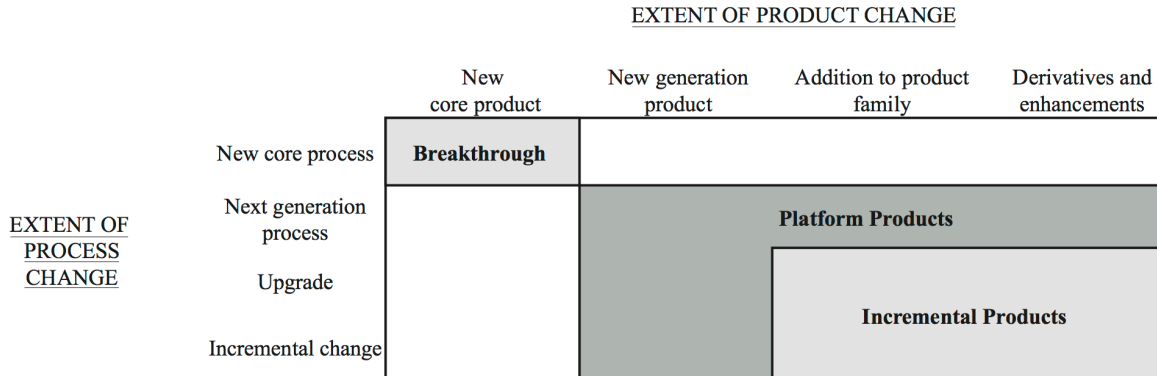 EXTENT OF PRODUCT CHANGE
New
core product
New generation
product
Addition to product
family
Derivatives and
enhancements
New core process
Breakthrough
Next generation
process
Platform Products
EXTENT OF
PROCESS
CHANGE
Upgrade
Incremental Products
Incremental change